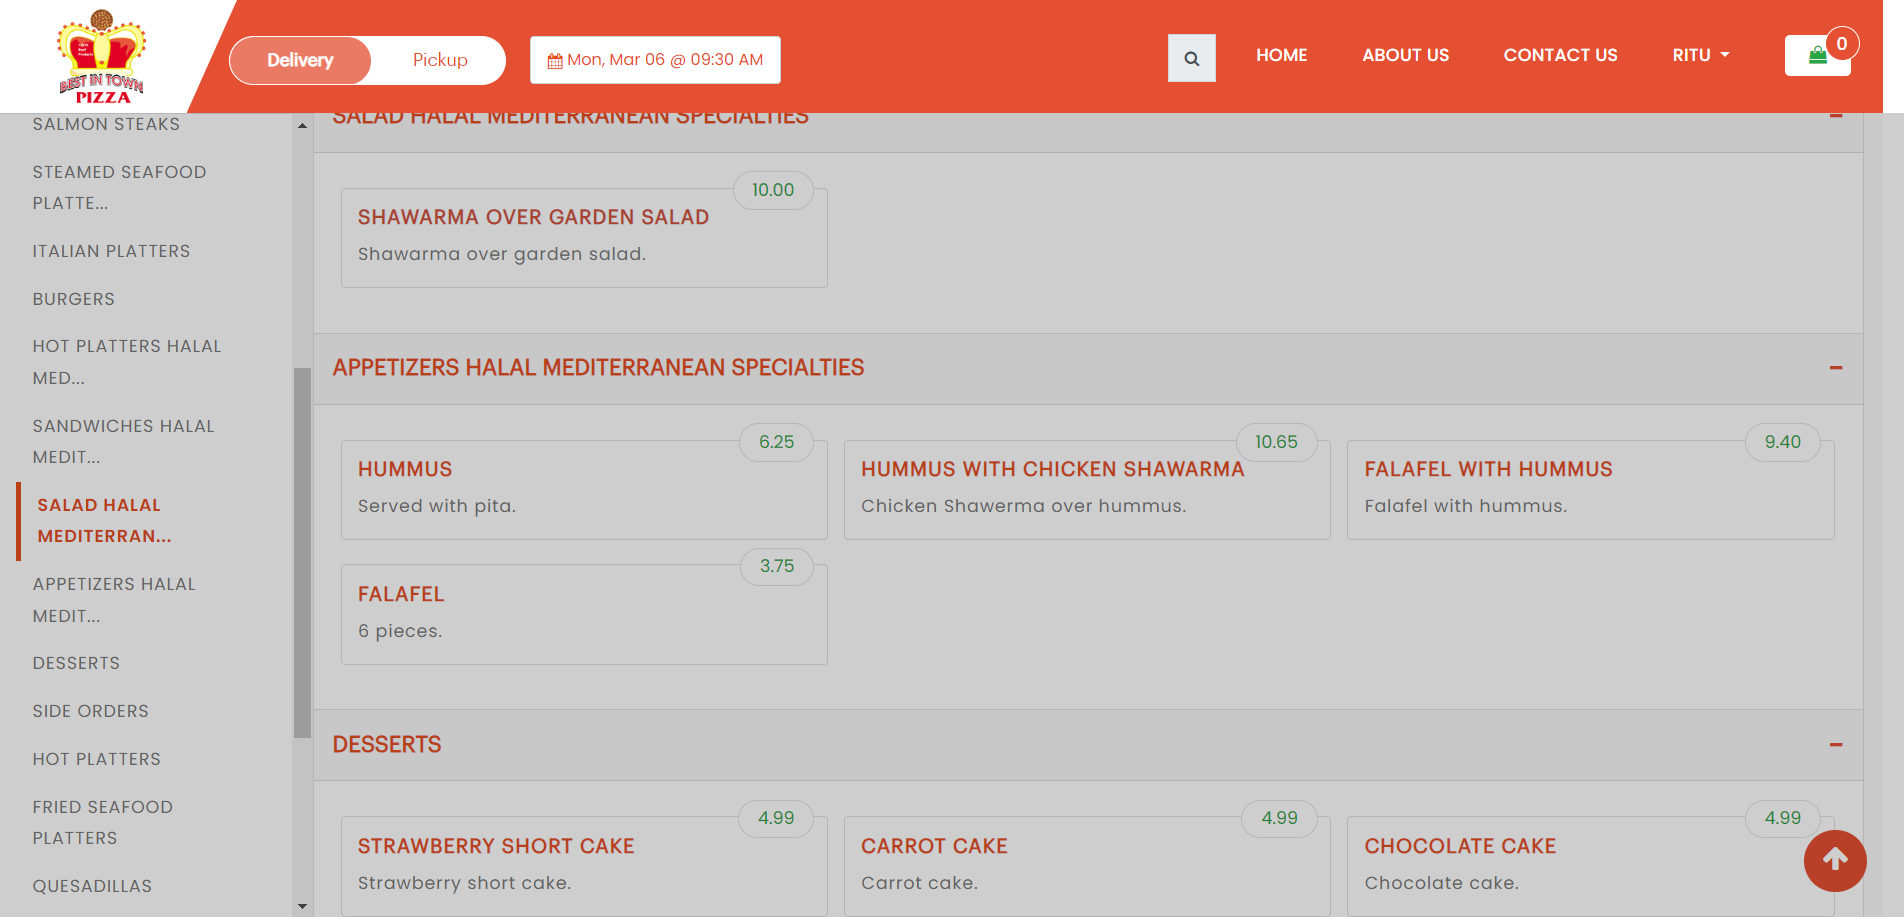 BEST IN TOWN
PIZZA
Delivery
Pickup
Mon, Mar 06 @ 09:30 AM
HOME
ABOUT US
CONTACT US
RITU
0
SALMON STEAKS
STEAMED SEAFOOD
PLATTE...
ITALIAN PLATTERS
BURGERS
HOT PLATTERS HALAL
MED...
SANDWICHES HALAL
MEDIT...
SALAD HALAL
MEDITERRAN...
APPETIZERS HALAL
MEDIT...
DESSERTS
SIDE ORDERS
HOT PLATTERS
FRIED SEAFOOD
PLATTERS
QUESADILLAS
SALAD HALAL MEDITERRANEAN SPECIALTIES
10.00
SHAWARMA OVER GARDEN SALAD
Shawarma over garden salad.
APPETIZERS HALAL MEDITERRANEAN SPECIALTIES
6.25
HUMMUS
Served with pita.
10.65
HUMMUS WITH CHICKEN SHAWARMA
Chicken Shawerma over hummus.
9.40
FALAFEL WITH HUMMUS
Falafel with hummus.
3.75
FALAFEL
6 pieces.
DESSERTS
4.99
STRAWBERRY SHORT CAKE
Strawberry short cake.
4.99
CARROT CAKE
Carrot cake.
4.99
CHOCOLATE CAKE
Chocolate cake.